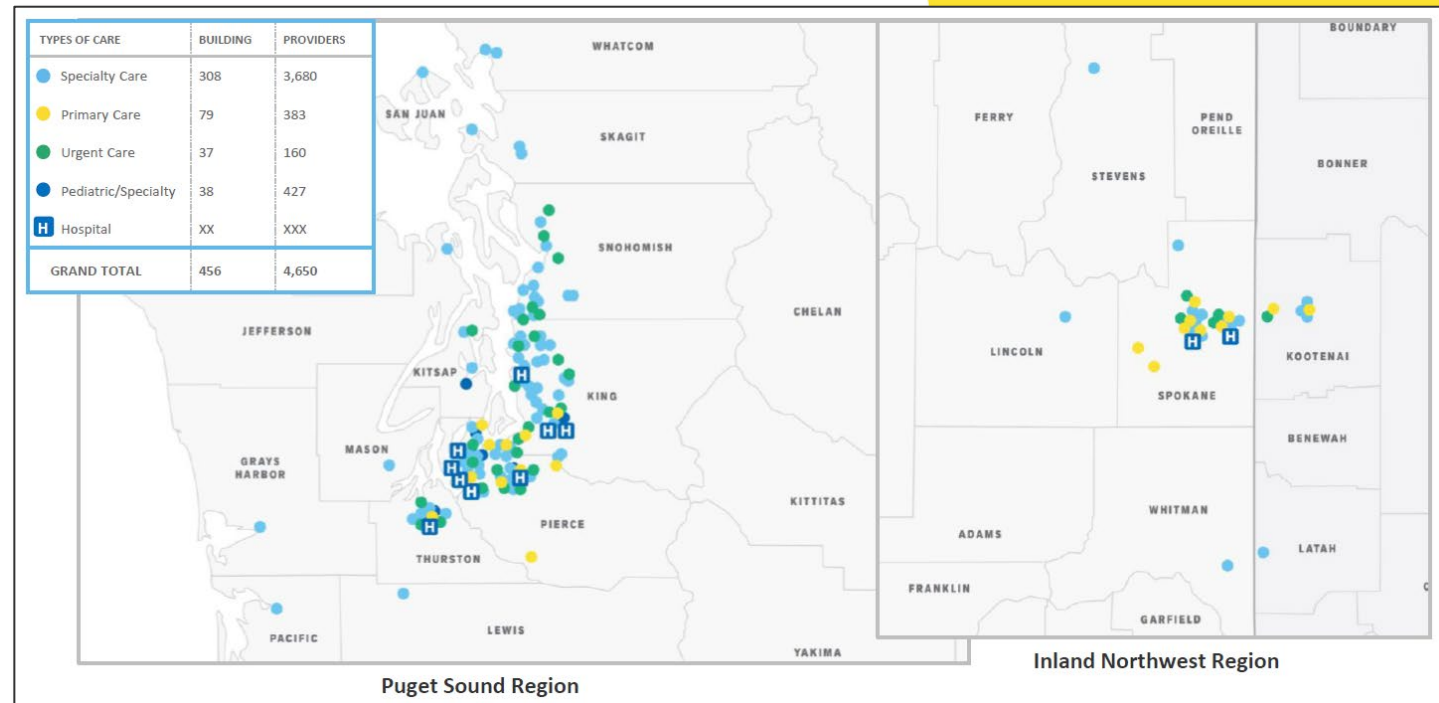 TYPES OF CARE BUILDING PROVIDERS
Specialty Care 308 3,680
Primary Care 79 383
Urgent Care 37 160
Pediatric/Specialty 38 427
H Hospital XX XXX
GRAND TOTAL 456 4,650
WHATCOM
SAN JUAN
SKAGIT
SNOHOMISH
CHELAN
JEFFERSON
KITSAP
H
KING
H H
MASON
H
GRAYS
HARBOR
H
H
H
H
KITTITAS
H
PIERCE
THURSTON
PACIFIC
LEWIS
YAKIMA
Puget Sound Region
BOUNDARY
FERRY
PEND
OREILLE
BONNER
STEVENS
H
H
LINCOLN
KOOTENAI
SPOKANE
BENEWAH
WHITMAN
ADAMS
LATAH
FRANKLIN
GARFIELD
Inland Northwest Region